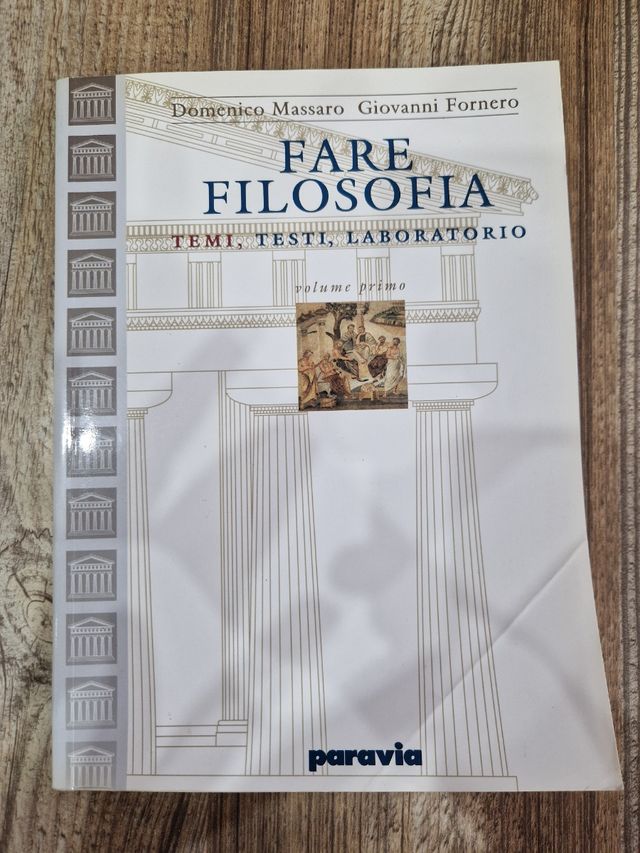 Domenico Massaro Giovanni Fornero
FARE
FILOSOFIA
TEMI, TESTI, LABORATORIO
volume primo
paravia